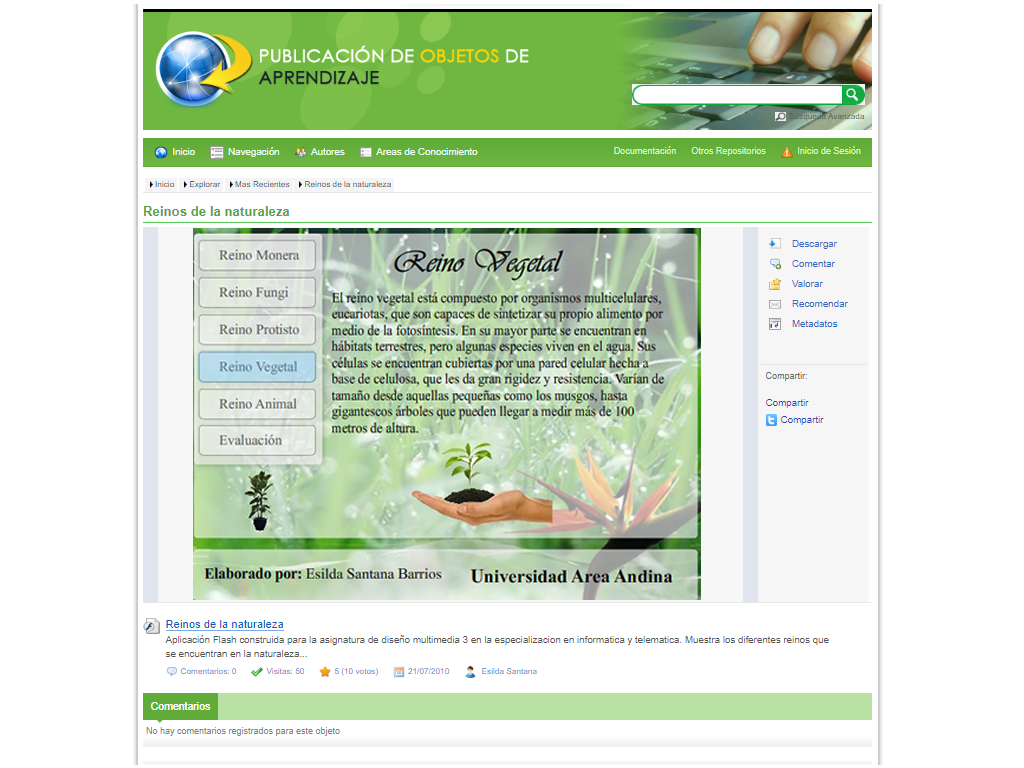 PUBLICACIÓN DE OBJETOS DE
APRENDIZAJE
Búsqueda Avanzada
Inicio Navegación Autores Areas de Conocimiento Documentación Otros Repositorios Inicio de Sesión
Inicio Explorar Mas Recientes Reinos de la naturaleza
Reinos de la naturaleza
Reino Monera
Reino Fungi
Reino Protisto
Reino Vegetal
Reino Animal
Evaluación
Reino Vegetal
El reino vegetal está compuesto por organismos multicelulares,
eucariotas, que son capaces de sintetizar su propio alimento por
medio de la fotosíntesis. En su mayor parte se encuentran en
hábitats terrestres, pero algunas especies viven en el agua. Sus
células se encuentran cubiertas por una pared celular hecha a
base de celulosa, que les da gran rigidez y resistencia. Varían de
tamaño desde aquellas pequeñas como los musgos, hasta
gigantescos árboles que pueden llegar a medir más de 100
metros de altura.
Elaborado por: Esilda Santana Barrios
Universidad Area Andina
Descargar
Comentar
Valorar
Recomendar
Metadatos
Compartir:
Compartir
Compartir
Reinos de la naturaleza
Aplicación Flash construida para la asignatura de diseño multimedia 3 en la especializacion en informatica y telematica. Muestra los diferentes reinos que
se encuentran en la naturaleza...
Comentarios: 0 Visitas: 50 5 (10 votos) 21/07/2010 Esilda Santana
Comentarios
No hay comentarios registrados para este objeto